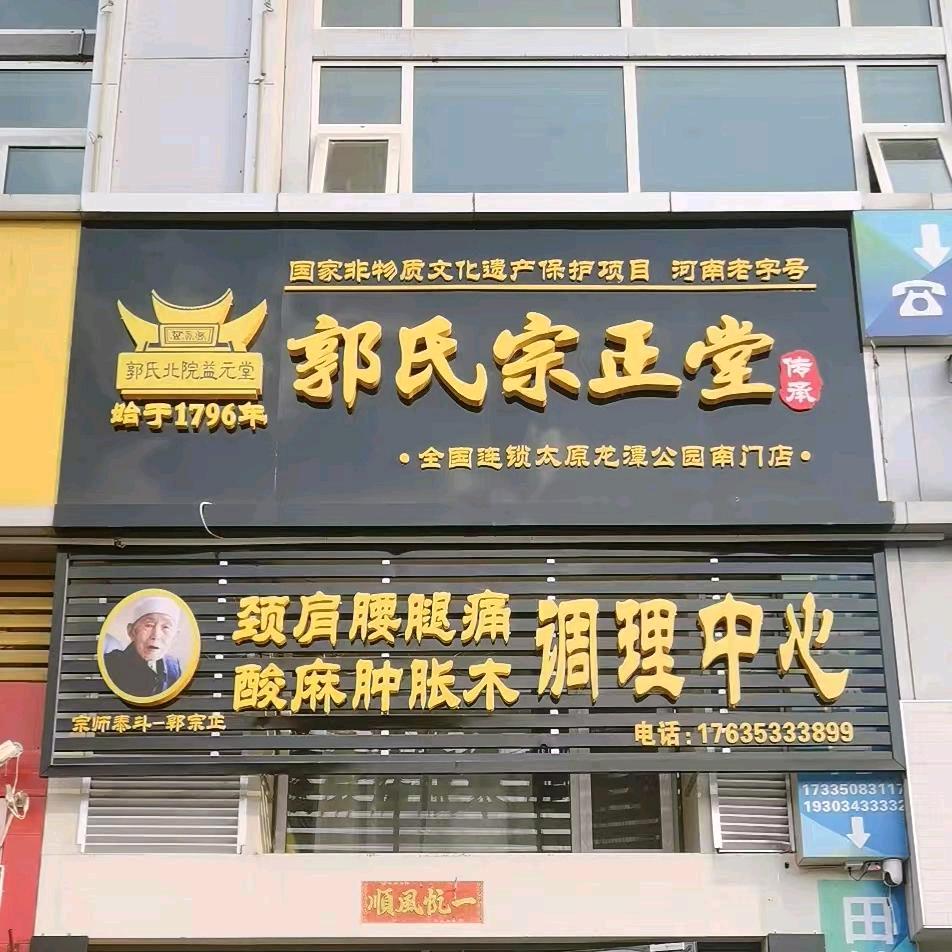 国家非物质文化遗产保护项目 河南老字号
郭氏宗正堂
传承
郭氏北院益元堂
始于1796年
·全国连锁太原龙潭公园南门店·
颈肩腰腿痛
酸麻肿胀木
调理中心
宗师泰斗-郭宗正
电话:17635333899
17335083117
19303433332
順風帆一